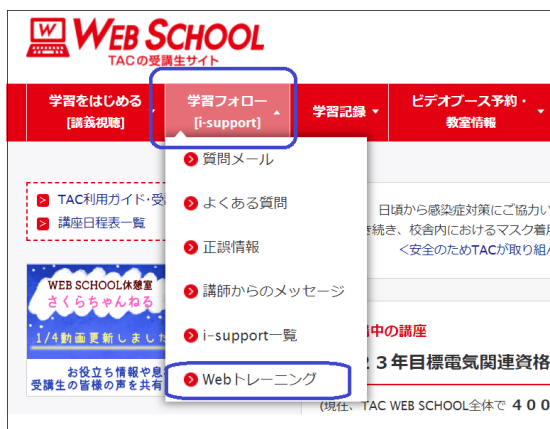 WEB SCHOOL
TACの受講生サイト
学習をはじめる
[講義視聴]
学習フォロー
[i-support]
学習記録
ビデオブース予約・
教室情報
質問メール
よくある質問
正誤情報
講師からのメッセージ
i-support一覧
Webトレーニング
TAC利用ガイド・受
講座日程表一覧
日頃から感染症対策にご協力い
続き、校舎内におけるマスク着用
<安全のためTACが取り組
WEB SCHOOL休憩室
さくらちゃんねる
1/4動画更新しました
お役立ち情報や息
受講生の皆様の声を共有
中の講座
23年目標電気関連資格
(現在、TAC WEB SCHOOL全体で 400